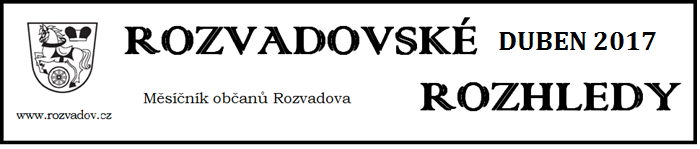 ROZVADOVSKÉ DUBEN 2017
ROZHLEDY
Měsíčník občanů Rozvadova
www.rozvadov.cz